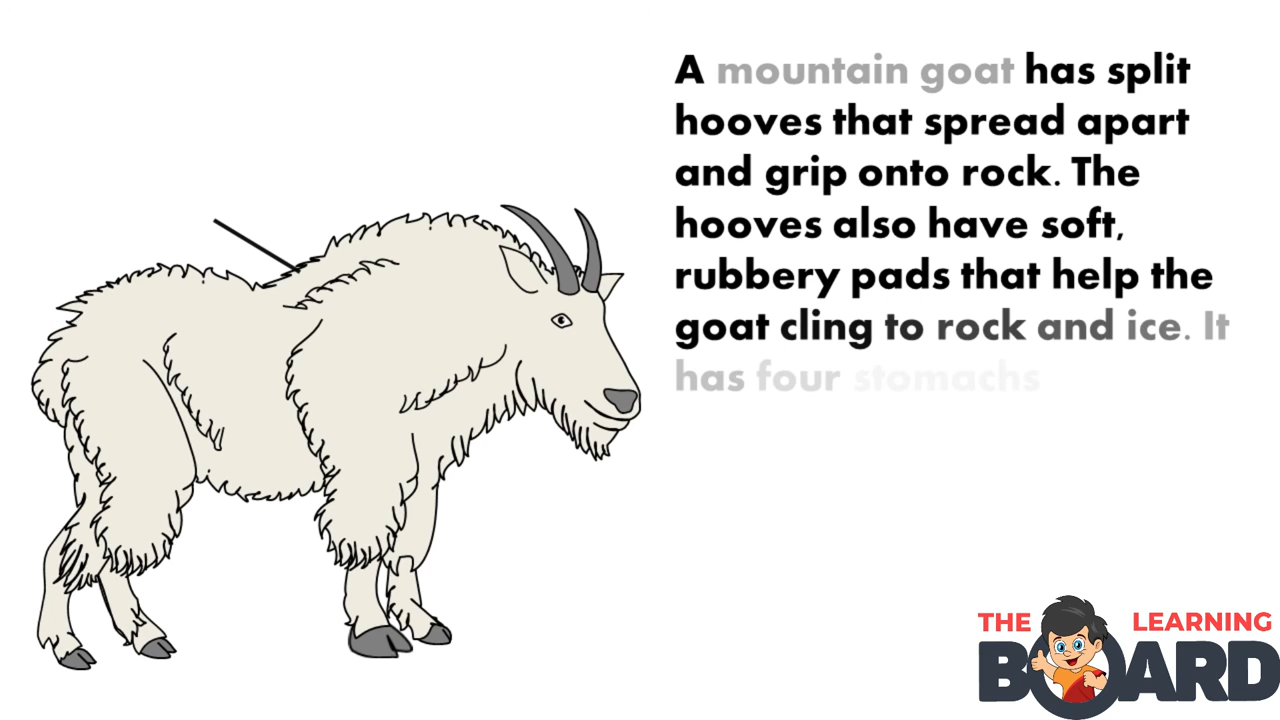 A mountain goat has split
hooves that spread apart
and grip onto rock. The
hooves also have soft,
rubbery pads that help the
goat cling to rock and ice. It
has four stomachs
THE LEARNING
BOARD